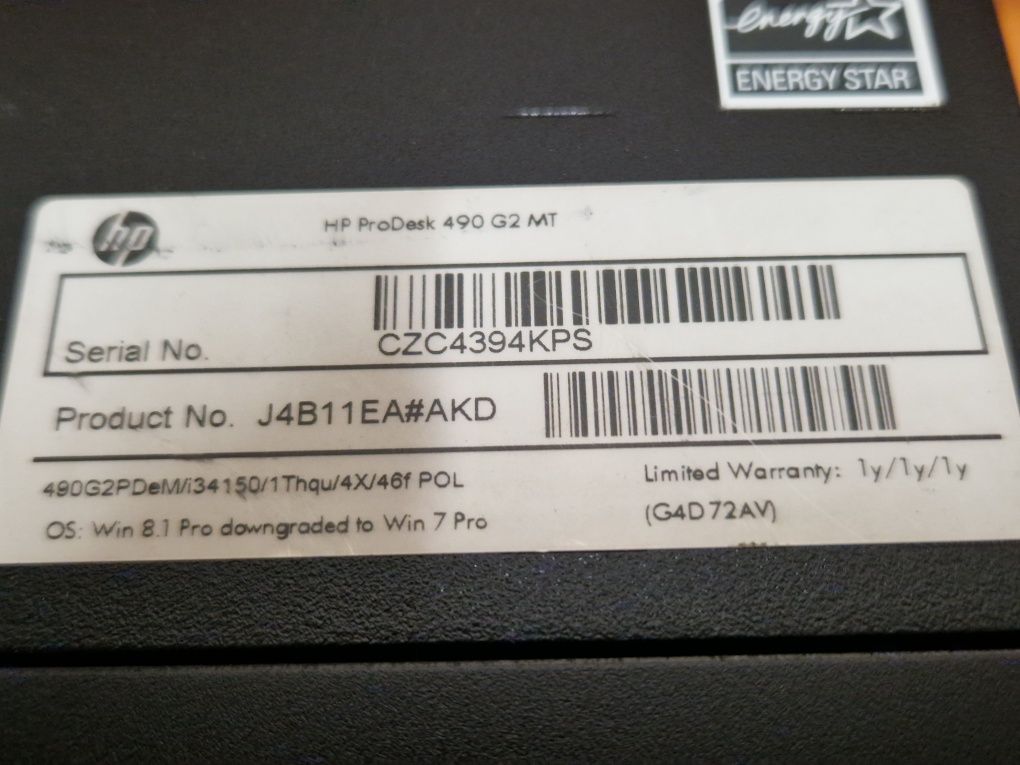 energy
ENERGY STAR
hp
HP ProDesk 490 G2 MT
Serial No.
CZC4394KPS
Product No. J4B11EA#AKD
490G2PDeM/i34150/1Thqu/4X/46f POL
Limited Warranty: 1y/1y/1y
OS: Win 8.1 Pro downgraded to Win 7 Pro
(G4D72AV)